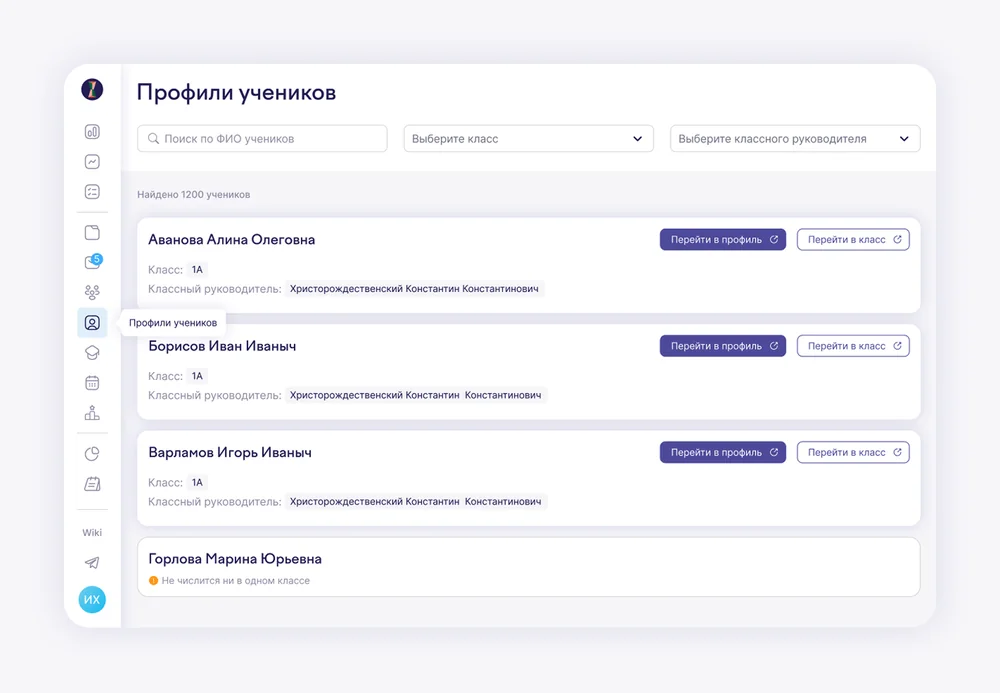 Профили учеников
Поиск по ФИО учеников
Выберите класс
Выберите классного руководителя
Найдено 1200 учеников
Аванова Алина Олеговна
Перейти в профиль
Перейти в класс
Класс: 1А
Классный руководитель: Христорождественский Константин Константинович
5
Профили учеников
Борисов Иван Иваныч
Перейти в профиль
Перейти в класс
Класс: 1А
Классный руководитель: Христорождественский Константин Константинович
Варламов Игорь Иваныч
Перейти в профиль
Перейти в класс
Класс: 1А
Классный руководитель: Христорождественский Константин Константинович
Горлова Марина Юрьевна
Не числится ни в одном классе
Wiki
ИХ